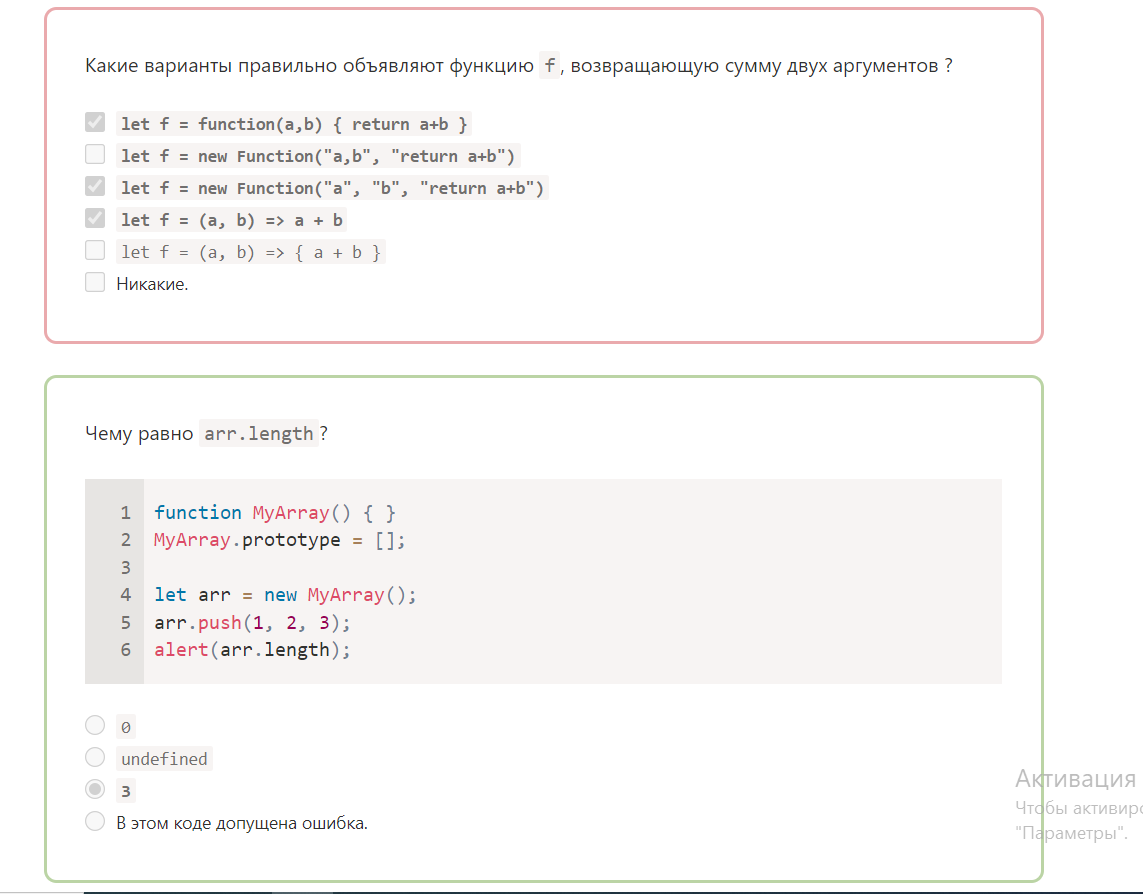 Какие варианты правильно объявляют функцию f, возвращающую сумму двух аргументов ?
let f = function(a,b) { return a+b }
let f = new Function("a,b", "return a+b")
let f = new Function("a", "b", "return a+b")
let f = (a, b) => a + b
let f = (a, b) => { a + b }
Никакие.
Чему равно arr.length?
1 function MyArray() { }
2 MyArray.prototype = [];
3
4 let arr = new MyArray();
5 arr.push(1, 2, 3);
6 alert(arr.length);
0
undefined
3
В этом коде допущена ошибка.
Активация
Чтобы активиро
"Параметры".